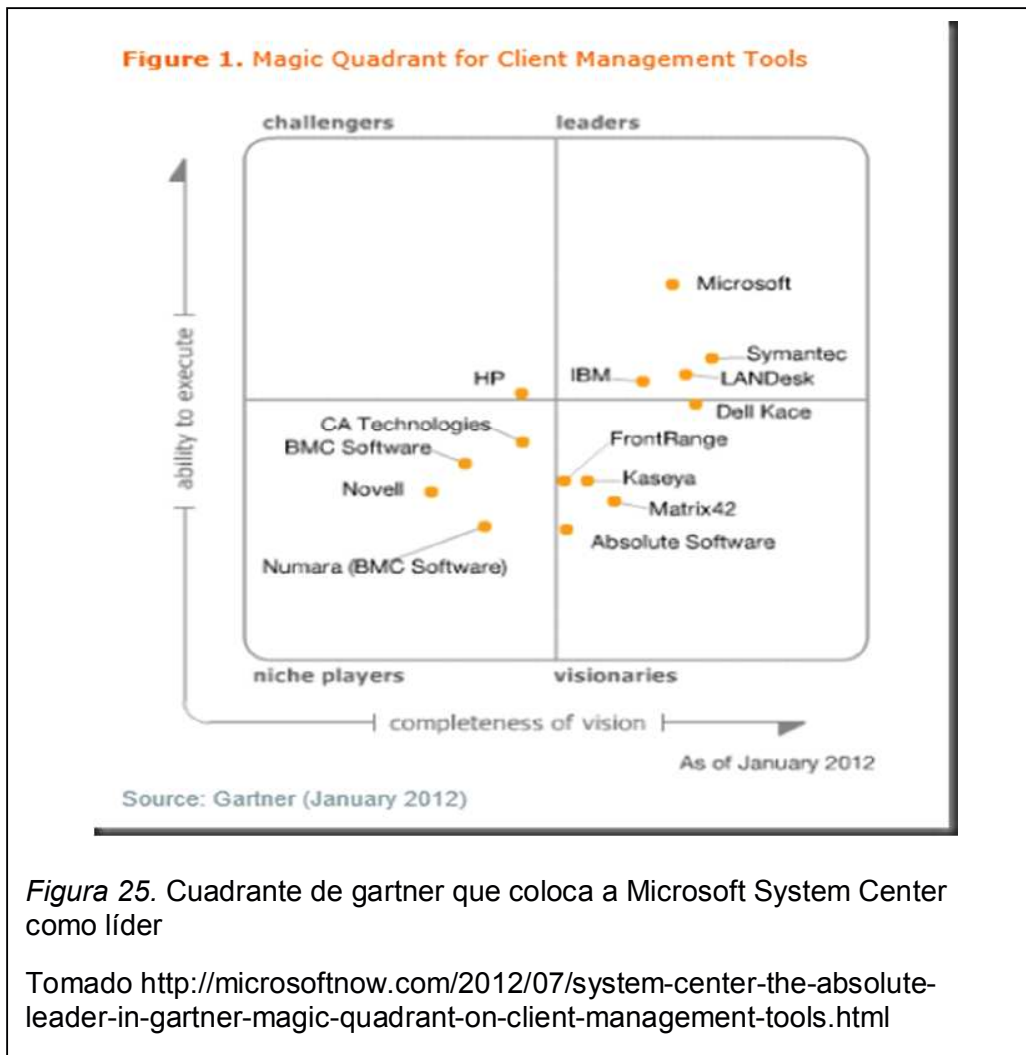 Figure 1. Magic Quadrant for Client Management Tools
challengers
leaders
Microsoft
Symantec
HP
IBM
LANDesk
Dell Kace
CA Technologies
FrontRange
BMC Software
Kaseya
Novell
Matrix42
Absolute Software
Numara (BMC Software)
ability to execute
niche players
visionaries
completeness of vision
As of January 2012
Source: Gartner (January 2012)
Figura 25. Cuadrante de gartner que coloca a Microsoft System Center
como líder
Tomado http://microsoftnow.com/2012/07/system-center-the-absolute-
leader-in-gartner-magic-quadrant-on-client-management-tools.html